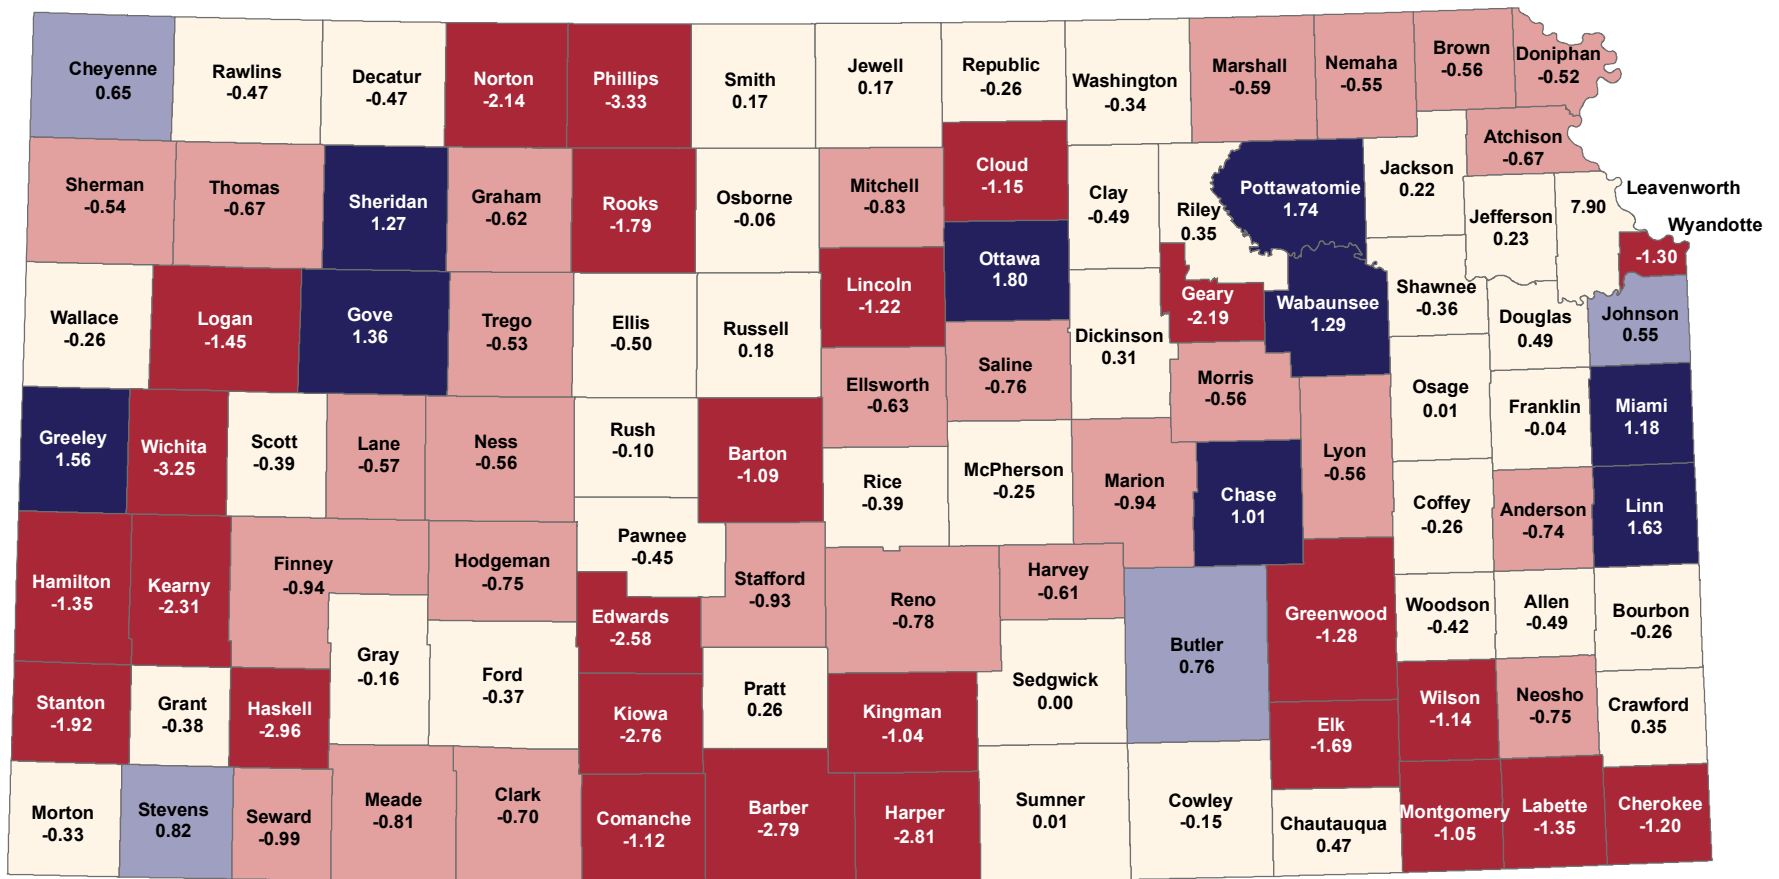 Cheyenne
0.65
Rawlins
-0.47
Decatur
-0.47
Norton
-2.14
Phillips
-3.33
Smith
0.17
Jewell
0.17
Republic
-0.26
Washington
-0.34
Marshall
-0.59
Nemaha
-0.55
Brown
-0.56
Doniphan
-0.52
Sherman
-0.54
Thomas
-0.67
Sheridan
1.27
Graham
-0.62
Rooks
-1.79
Osborne
-0.06
Mitchell
-0.83
Cloud
-1.15
Clay
-0.49
Riley
0.35
Pottawatomie
1.74
Jackson
0.22
Atchison
-0.67
Jefferson
0.23
Leavenworth
7.90
Wyandotte
-1.30
Wallace
-0.26
Logan
-1.45
Gove
1.36
Trego
-0.53
Ellis
-0.50
Russell
0.18
Lincoln
-1.22
Ottawa
1.80
Saline
-0.76
Dickinson
0.31
Geary
-2.19
Wabaunsee
1.29
Shawnee
-0.36
Douglas
0.49
Johnson
0.55
Greeley
1.56
Wichita
-3.25
Scott
-0.39
Lane
-0.57
Ness
-0.56
Rush
-0.10
Barton
-1.09
Ellsworth
-0.63
Rice
-0.39
McPherson
-0.25
Marion
-0.94
Morris
-0.56
Chase
1.01
Lyon
-0.56
Osage
0.01
Franklin
-0.04
Miami
1.18
Coffey
-0.26
Anderson
-0.74
Linn
1.63
Hamilton
-1.35
Kearny
-2.31
Finney
-0.94
Hodgeman
-0.75
Pawnee
-0.45
Edwards
-2.58
Stafford
-0.93
Reno
-0.78
Harvey
-0.61
Butler
0.76
Greenwood
-1.28
Woodson
-0.42
Allen
-0.49
Bourbon
-0.26
Stanton
-1.92
Grant
-0.38
Haskell
-2.96
Gray
-0.16
Ford
-0.37
Kiowa
-2.76
Pratt
0.26
Kingman
-1.04
Sedgwick
0.00
Elk
-1.69
Wilson
-1.14
Neosho
-0.75
Crawford
0.35
Morton
-0.33
Stevens
0.82
Seward
-0.99
Meade
-0.81
Clark
-0.70
Comanche
-1.12
Barber
-2.79
Harper
-2.81
Sumner
0.01
Cowley
-0.15
Chautauqua
0.47
Montgomery
-1.05
Labette
-1.35
Cherokee
-1.20